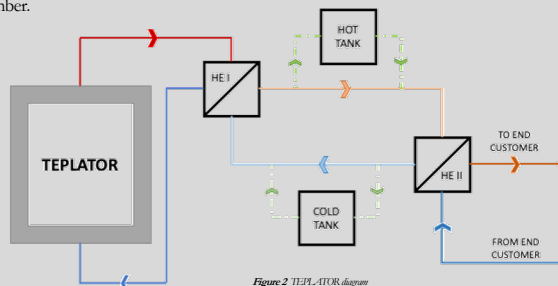 mber.
HOT
TANK
HE I
TEPLATOR
TO END
CUSTOMER
HE II
COLD
TANK
FROM END
CUSTOMER
Figure 2 TEPLATOR diagram